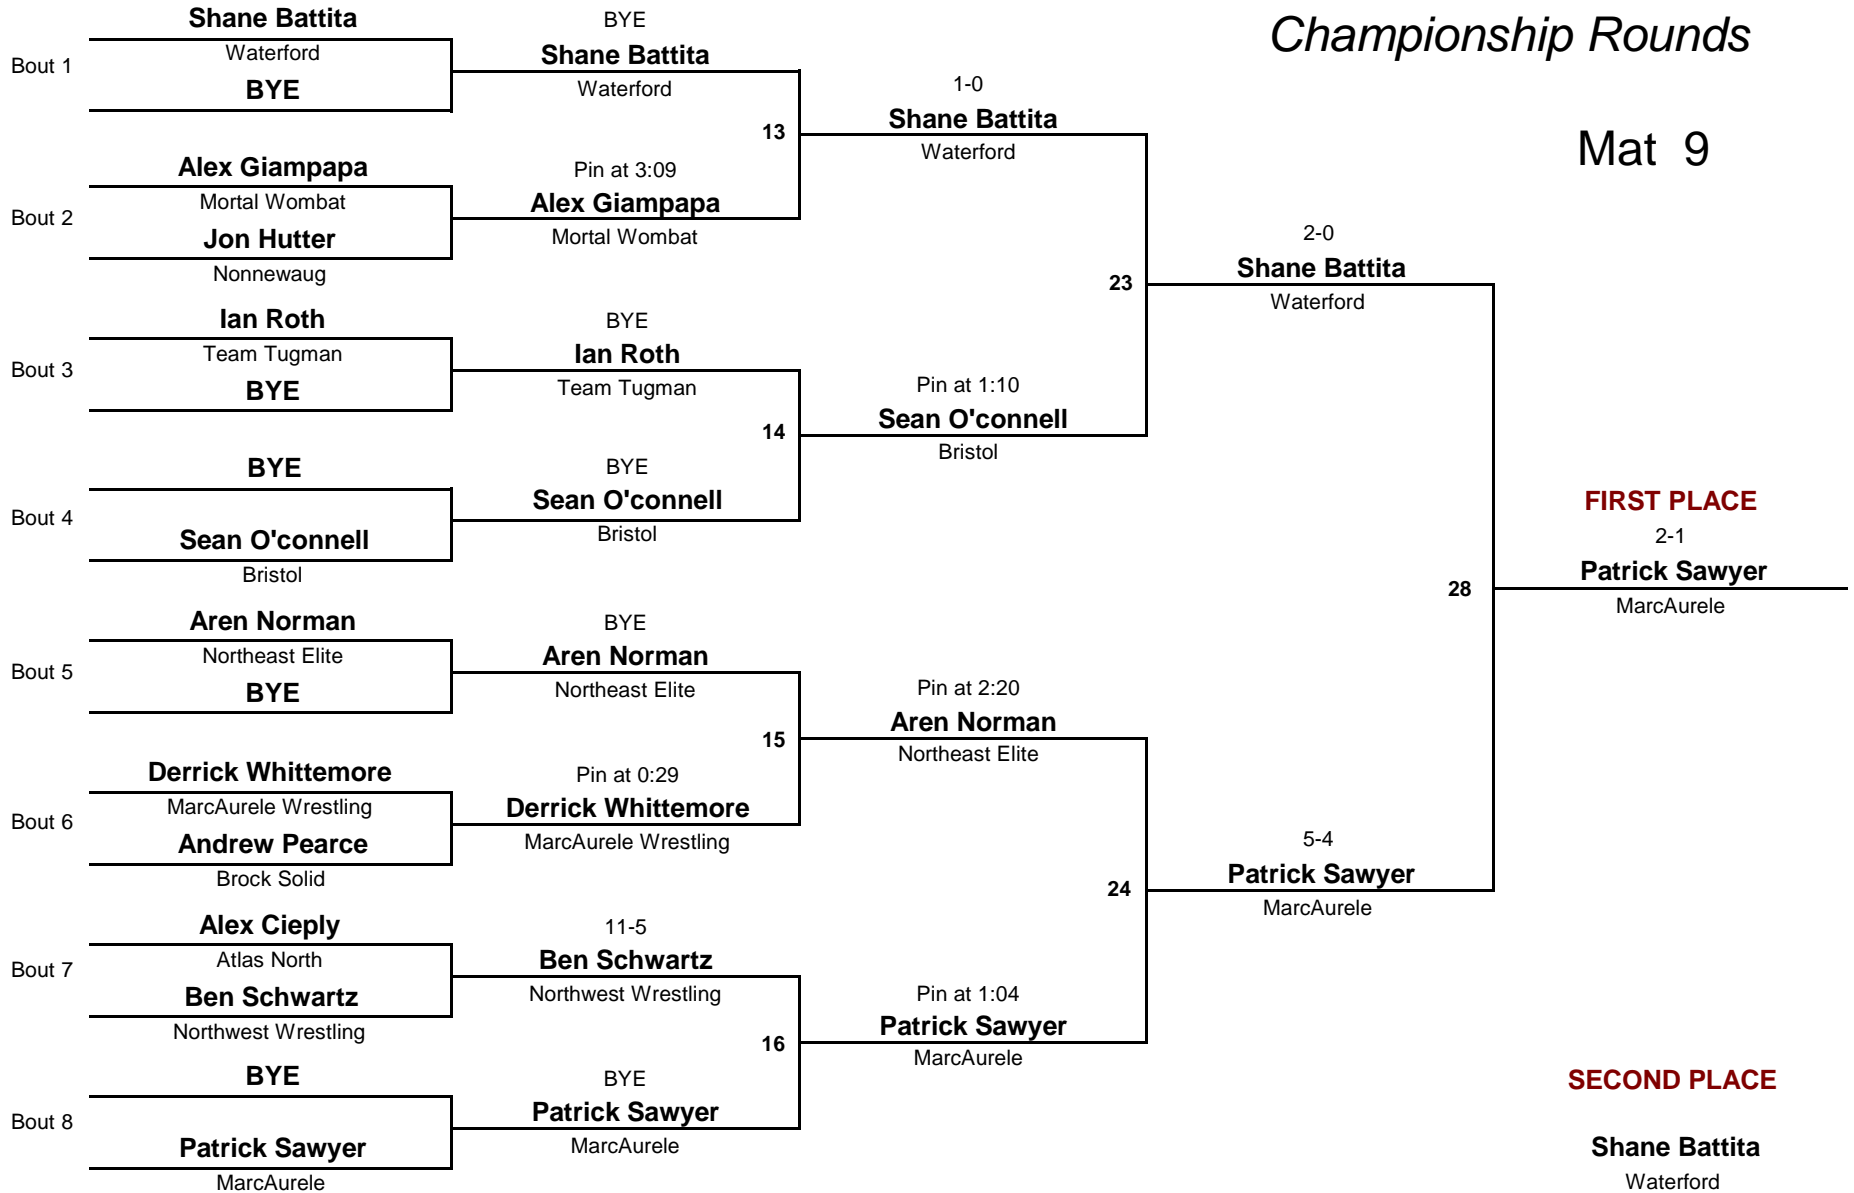 Championship Rounds
Mat 9
Bout 1
Shane Battita
Waterford
BYE
Bout 2
Alex Giampapa
Mortal Wombat
Jon Hutter
Nonnewaug
Bout 3
Ian Roth
Team Tugman
BYE
Bout 4
BYE
Sean O'connell
Bristol
Bout 5
Aren Norman
Northeast Elite
BYE
Bout 6
Derrick Whittemore
MarcAurele Wrestling
Andrew Pearce
Brock Solid
Bout 7
Alex Cieply
Atlas North
Ben Schwartz
Northwest Wrestling
Bout 8
BYE
Patrick Sawyer
MarcAurele
BYE
Shane Battita
Waterford
13
Pin at 3:09
Alex Giampapa
Mortal Wombat
BYE
Ian Roth
Team Tugman
14
BYE
Sean O'connell
Bristol
BYE
Aren Norman
Northeast Elite
15
Pin at 0:29
Derrick Whittemore
MarcAurele Wrestling
11-5
Ben Schwartz
Northwest Wrestling
16
BYE
Patrick Sawyer
MarcAurele
1-0
Shane Battita
Waterford
23
Pin at 1:10
Sean O'connell
Bristol
Pin at 2:20
Aren Norman
Northeast Elite
24
Pin at 1:04
Patrick Sawyer
MarcAurele
2-0
Shane Battita
Waterford
28
5-4
Patrick Sawyer
MarcAurele
FIRST PLACE
2-1
Patrick Sawyer
MarcAurele
SECOND PLACE
Shane Battita
Waterford